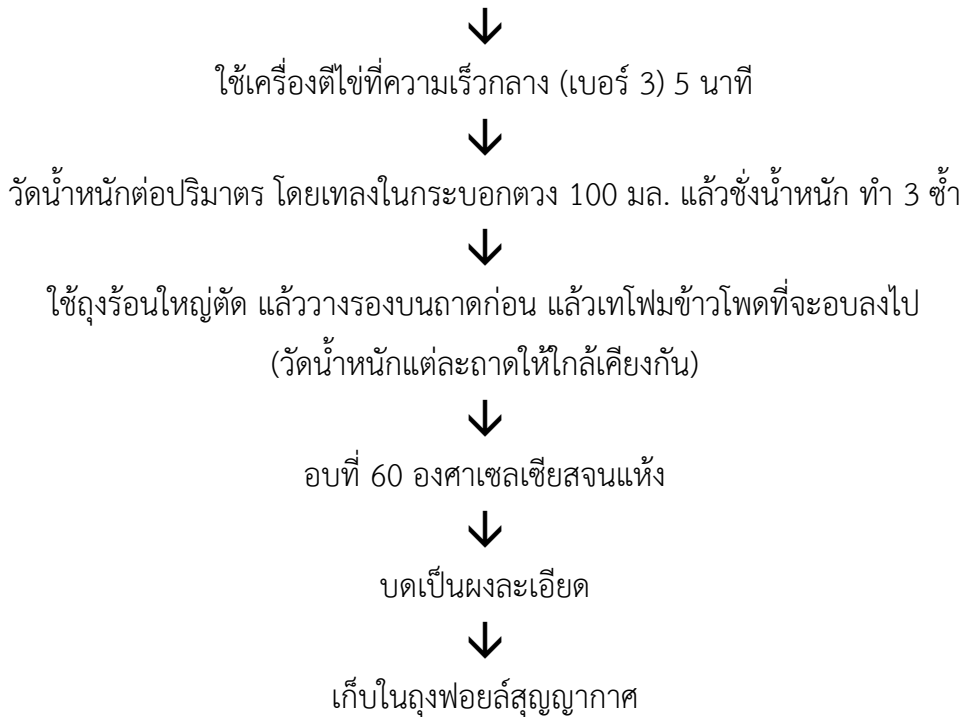 ใช้เครื่องตีไข่ที่ความเร็วกลาง (เบอร์ 3) 5 นาที
วัดน้ำหนักต่อปริมาตร โดยเทลงในกระบอกตวง 100 มล. แล้วชั่งน้ำหนัก ทำ 3 ซ้ำ
ใช้ถุงร้อนใหญ่ตัด แล้ววางรองบนถาดก่อน แล้วเทโฟมข้าวโพดที่จะอบลงไป
(วัดน้ำหนักแต่ละถาดให้ใกล้เคียงกัน)
อบที่ 60 องศาเซลเซียสจนแห้ง
บดเป็นผงละเอียด
เก็บในถุงฟอยล์สุญญากาศ